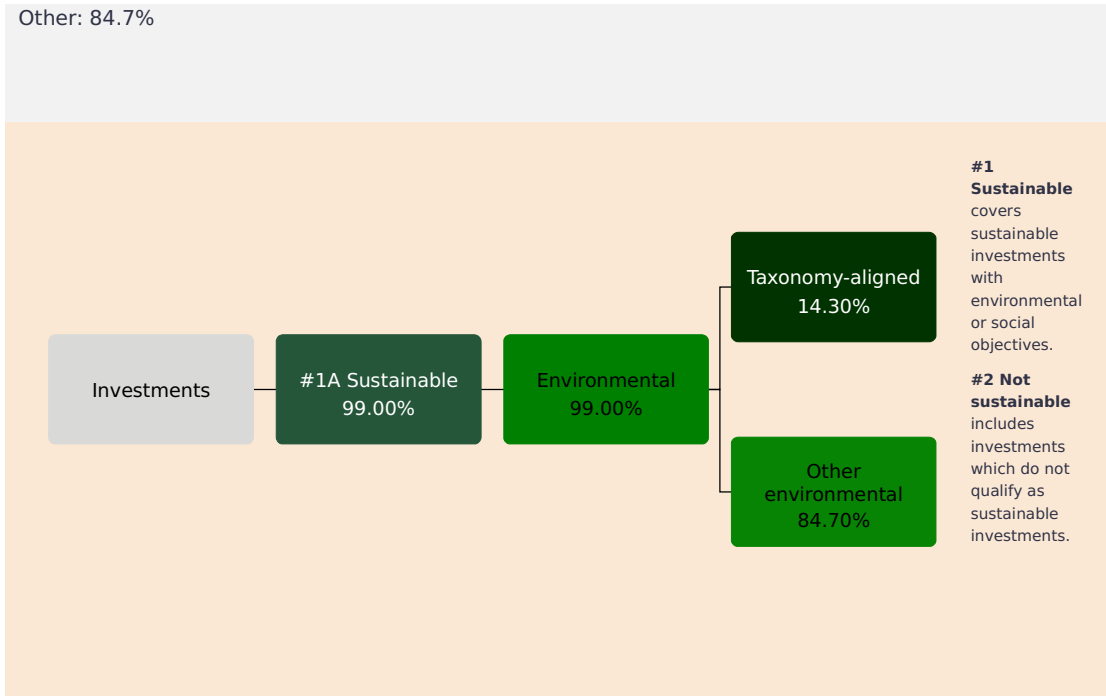 Other: 84.7%
Investments
#1A Sustainable
99.00%
Environmental
99.00%
Taxonomy-aligned
14.30%
Other
environmental
84.70%
#1
Sustainable
covers
sustainable
investments
with
environmental
or social
objectives.
#2 Not
sustainable
includes
investments
which do not
qualify as
sustainable
investments.